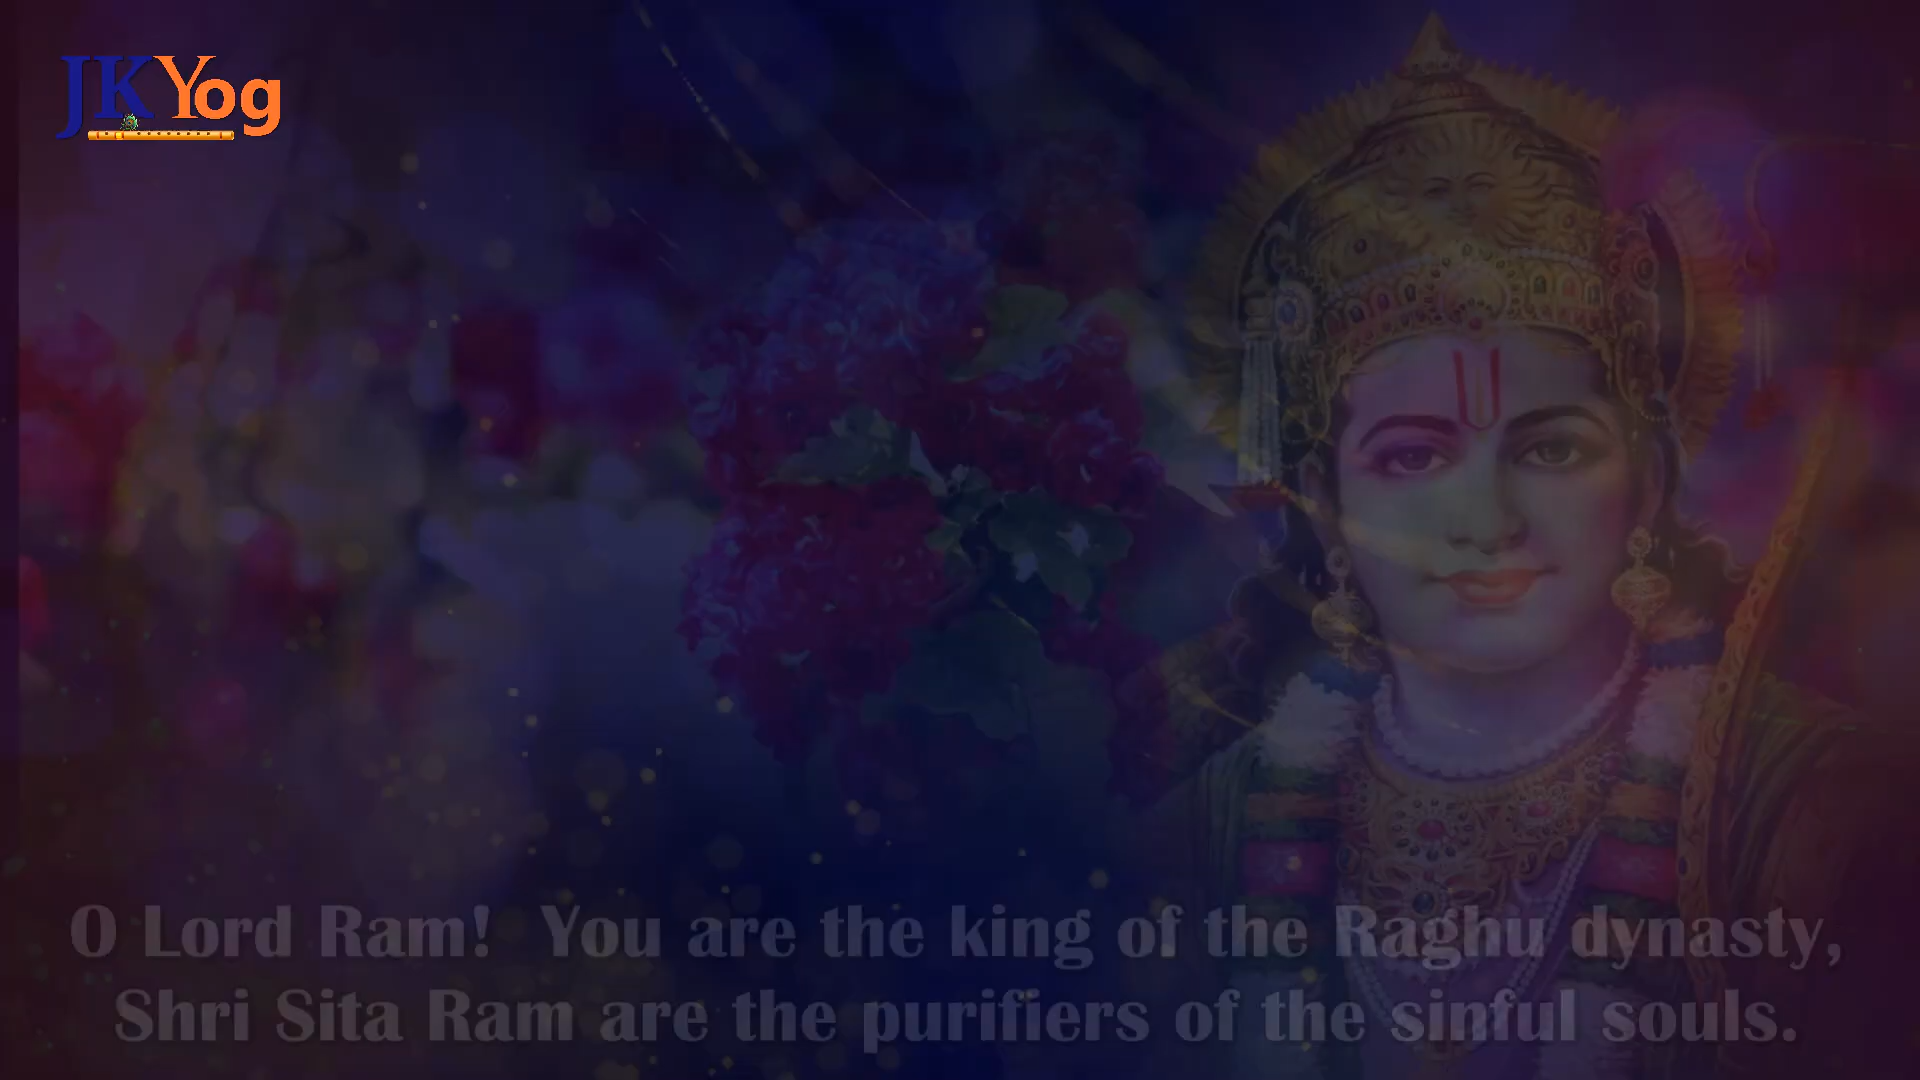 JKYog
O Lord Ram! You are the king of the Raghu dynasty,
Shri Sita Ram are the purifiers of the sinful souls.